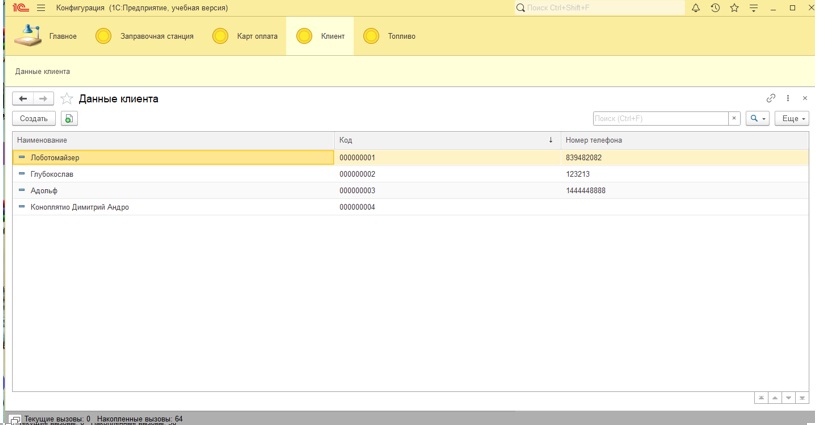 1С Конфигурация (1С:Предприятие, учебная версия) Поиск Ctrl+Shift+F
Главное Заправочная станция Карт оплата Клиент Топливо
Данные клиента
Данные клиента
Создать Поиск (Ctrl+F) × Еще
Наименование Код ↓ Номер телефона
Лоботомайзер 000000001 839482082
Глубокослав 000000002 123213
Адольф 000000003 1444448888
Коноплятио Димитрий Андро 000000004
Текущие вызовы: 0 Накопленные вызовы: 64